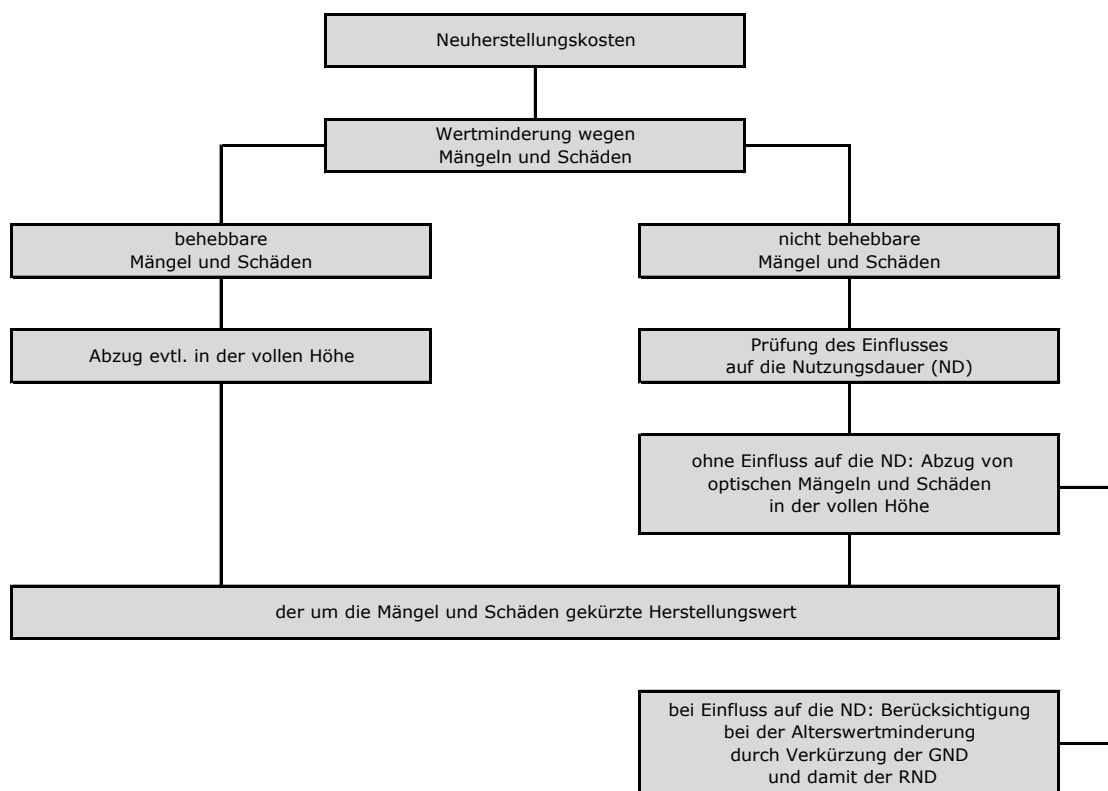 Neuherstellungskosten
Wertminderung wegen
Mängeln und Schäden
behebbare
Mängel und Schäden
nicht behebbare
Mängel und Schäden
Abzug evtl. in der vollen Höhe
Prüfung des Einflusses
auf die Nutzungsdauer (ND)
ohne Einfluss auf die ND: Abzug von
optischen Mängeln und Schäden
in der vollen Höhe
der um die Mängel und Schäden gekürzte Herstellungswert
bei Einfluss auf die ND: Berücksichtigung
bei der Alterswertminderung
durch Verkürzung der GND
und damit der RND